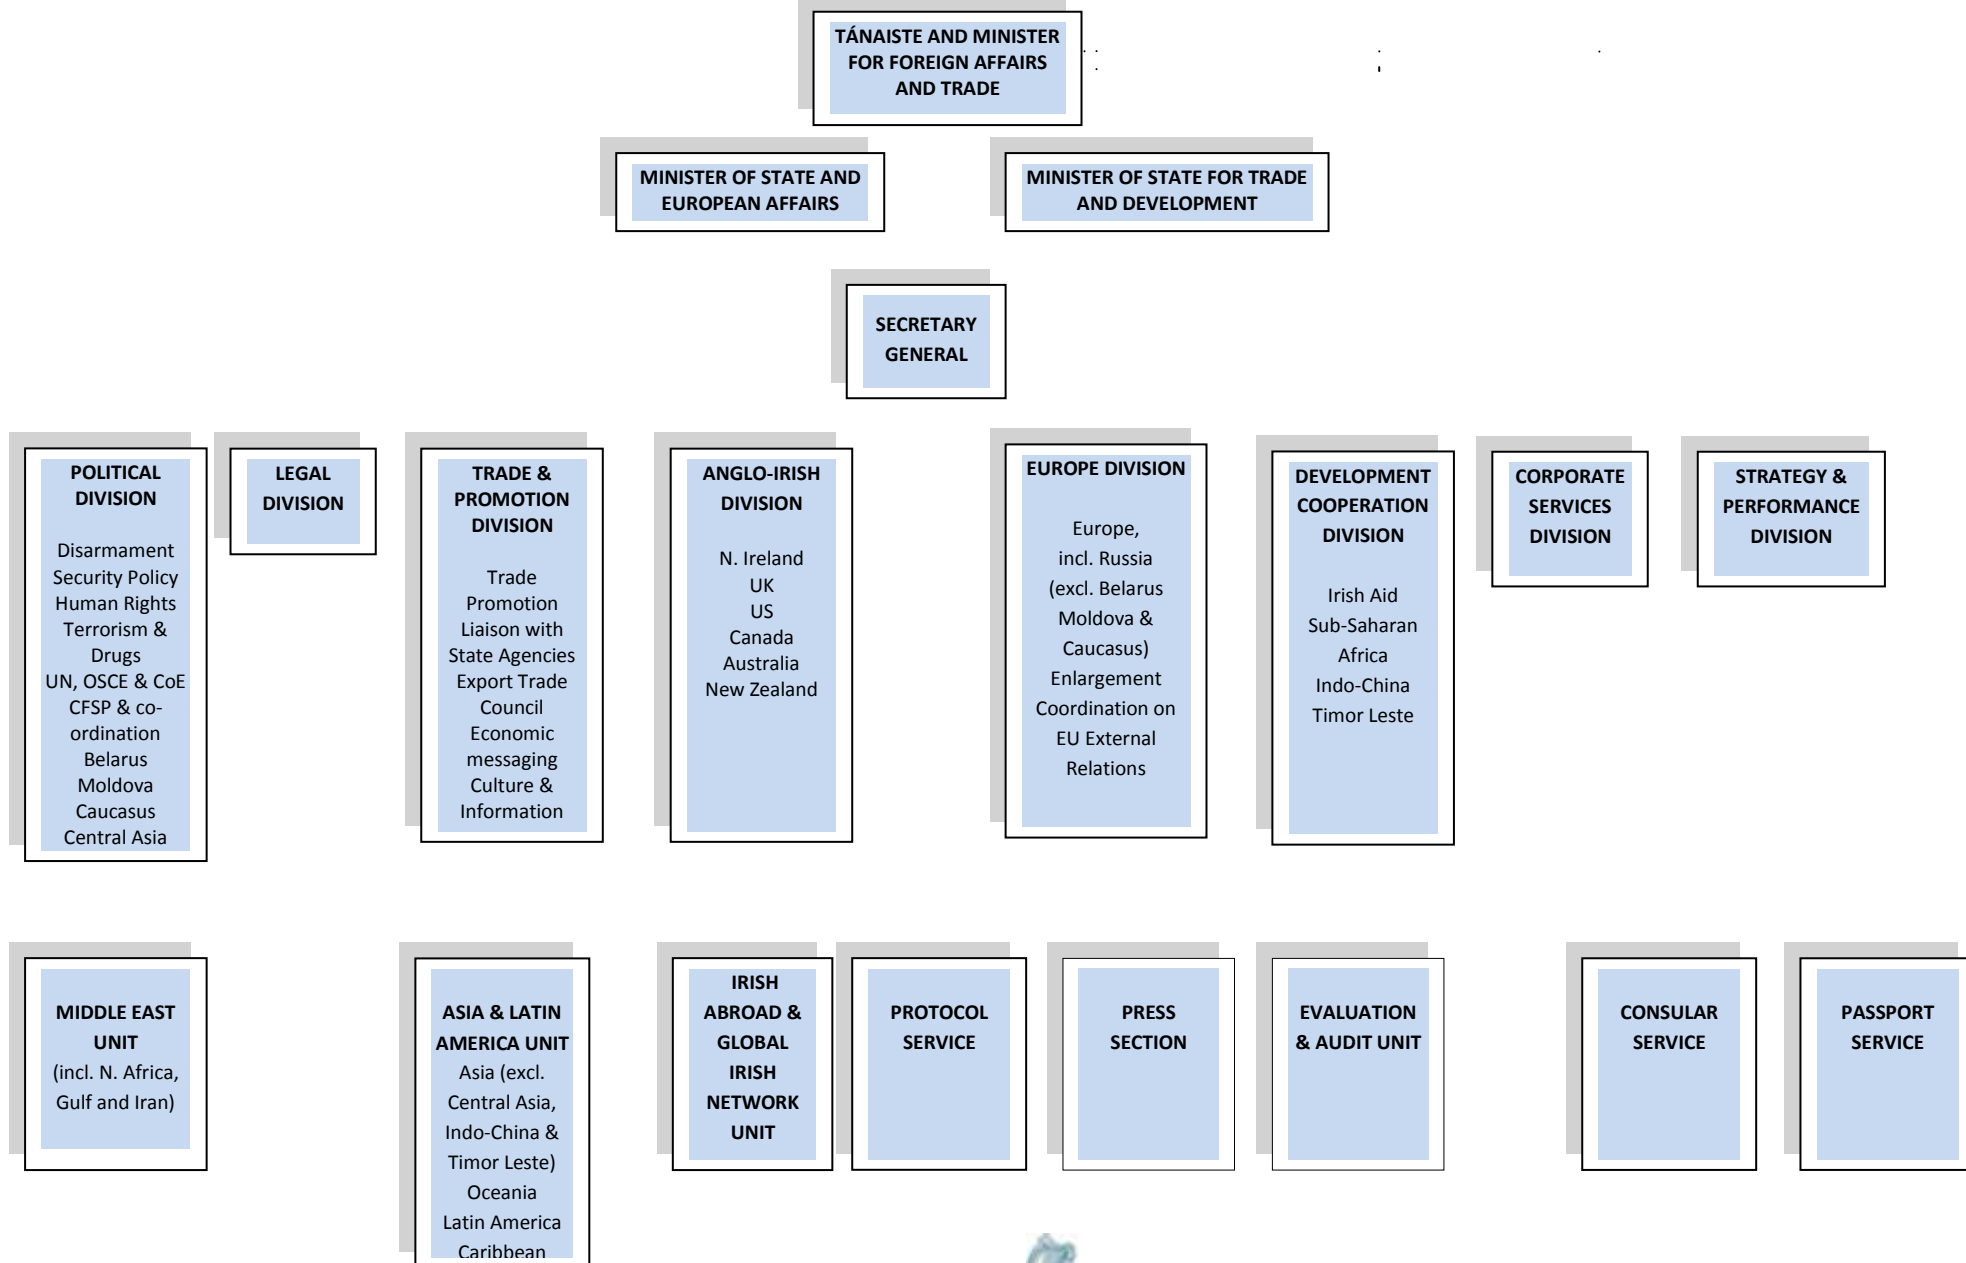 TÁNAISTE AND MINISTER
FOR FOREIGN AFFAIRS
AND TRADE
MINISTER OF STATE AND
EUROPEAN AFFAIRS
MINISTER OF STATE FOR TRADE
AND DEVELOPMENT
SECRETARY
GENERAL
POLITICAL
DIVISION
Disarmament
Security Policy
Human Rights
Terrorism &
Drugs
UN, OSCE & CoE
CFSP & co-
ordination
Belarus
Moldova
Caucasus
Central Asia
LEGAL
DIVISION
TRADE &
PROMOTION
DIVISION
Trade
Promotion
Liaison with
State Agencies
Export Trade
Council
Economic
messaging
Culture &
Information
ANGLO-IRISH
DIVISION
N. Ireland
UK
US
Canada
Australia
New Zealand
EUROPE DIVISION
Europe,
incl. Russia
(excl. Belarus
Moldova &
Caucasus)
Enlargement
Coordination on
EU External
Relations
DEVELOPMENT
COOPERATION
DIVISION
Irish Aid
Sub-Saharan
Africa
Indo-China
Timor Leste
CORPORATE
SERVICES
DIVISION
STRATEGY &
PERFORMANCE
DIVISION
MIDDLE EAST
UNIT
(incl. N. Africa,
Gulf and Iran)
ASIA & LATIN
AMERICA UNIT
Asia (excl.
Central Asia,
Indo-China &
Timor Leste)
Oceania
Latin America
Caribbean
IRISH
ABROAD &
GLOBAL
IRISH
NETWORK
UNIT
PROTOCOL
SERVICE
PRESS
SECTION
EVALUATION
& AUDIT UNIT
CONSULAR
SERVICE
PASSPORT
SERVICE